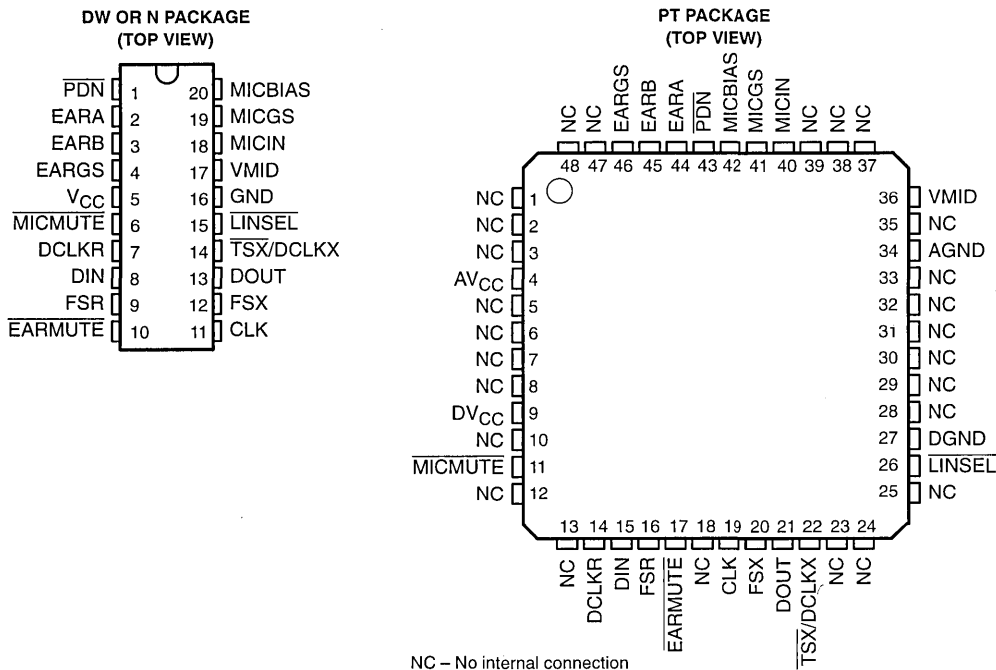 DW OR N PACKAGE
(TOP VIEW)
PDN 1 20 MICBIAS
EARA 2 19 MICGS
EARB 3 18 MICIN
EARGS 4 17 VMID
VCC 5 16 GND
MICMUTE 6 15 LINSEL
DCLKR 7 14 TSX/DCLKX
DIN 8 13 DOUT
FSR 9 12 FSX
EARMUTE 10 11 CLK
PT PACKAGE
(TOP VIEW)
NC NC EARGS EARB EARA PDN MICBIAS MICGS MICIN NC NC NC
48 47 46 45 44 43 42 41 40 39 38 37
NC 1 36 VMID
NC 2 35 NC
NC 3 34 AGND
AVCC 4 33 NC
NC 5 32 NC
NC 6 31 NC
NC 7 30 NC
NC 8 29 NC
DVCC 9 28 NC
NC 10 27 DGND
MICMUTE 11 26 LINSEL
NC 12 25 NC
13 14 15 16 17 18 19 20 21 22 23 24
NC DCLKR DIN FSR EARMUTE NC CLK FSX DOUT TSX/DCLKX NC NC
NC – No internal connection